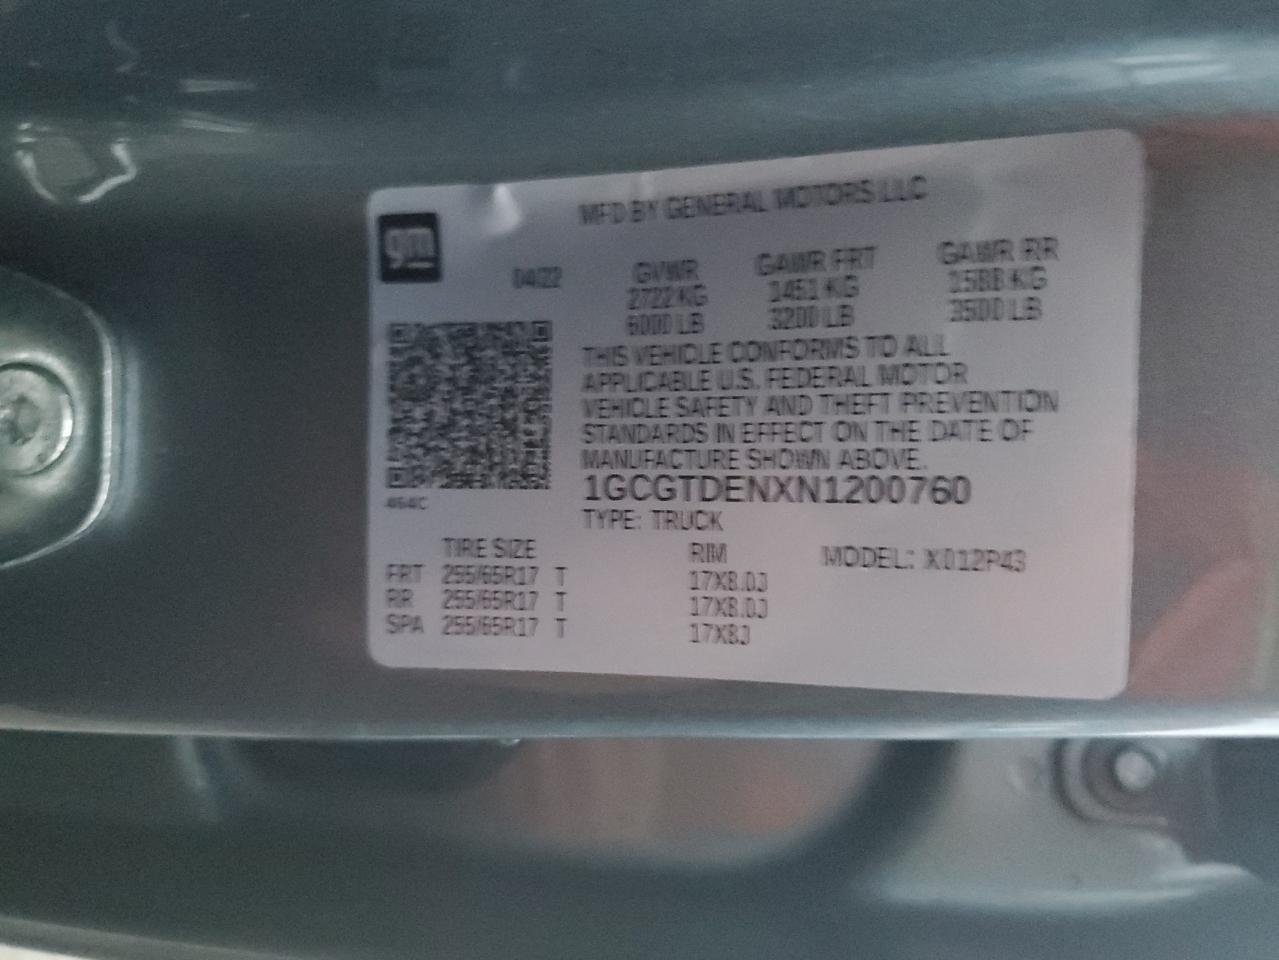 MFD BY GENERAL MOTORS LLC
gm
04/22 GVWR GAWR FRT GAWR RR
2722 KG 1451 KG 1588 KG
6000 LB 3200 LB 3500 LB
THIS VEHICLE CONFORMS TO ALL
APPLICABLE U.S. FEDERAL MOTOR
VEHICLE SAFETY AND THEFT PREVENTION
STANDARDS IN EFFECT ON THE DATE OF
MANUFACTURE SHOWN ABOVE.
1GCGTDENXN1200760
464C
TYPE: TRUCK
TIRE SIZE RIM MODEL: X012P43
FRT 255/65R17 T 17X8.0J
RR 255/65R17 T 17X8.0J
SPA 255/65R17 T 17X8J